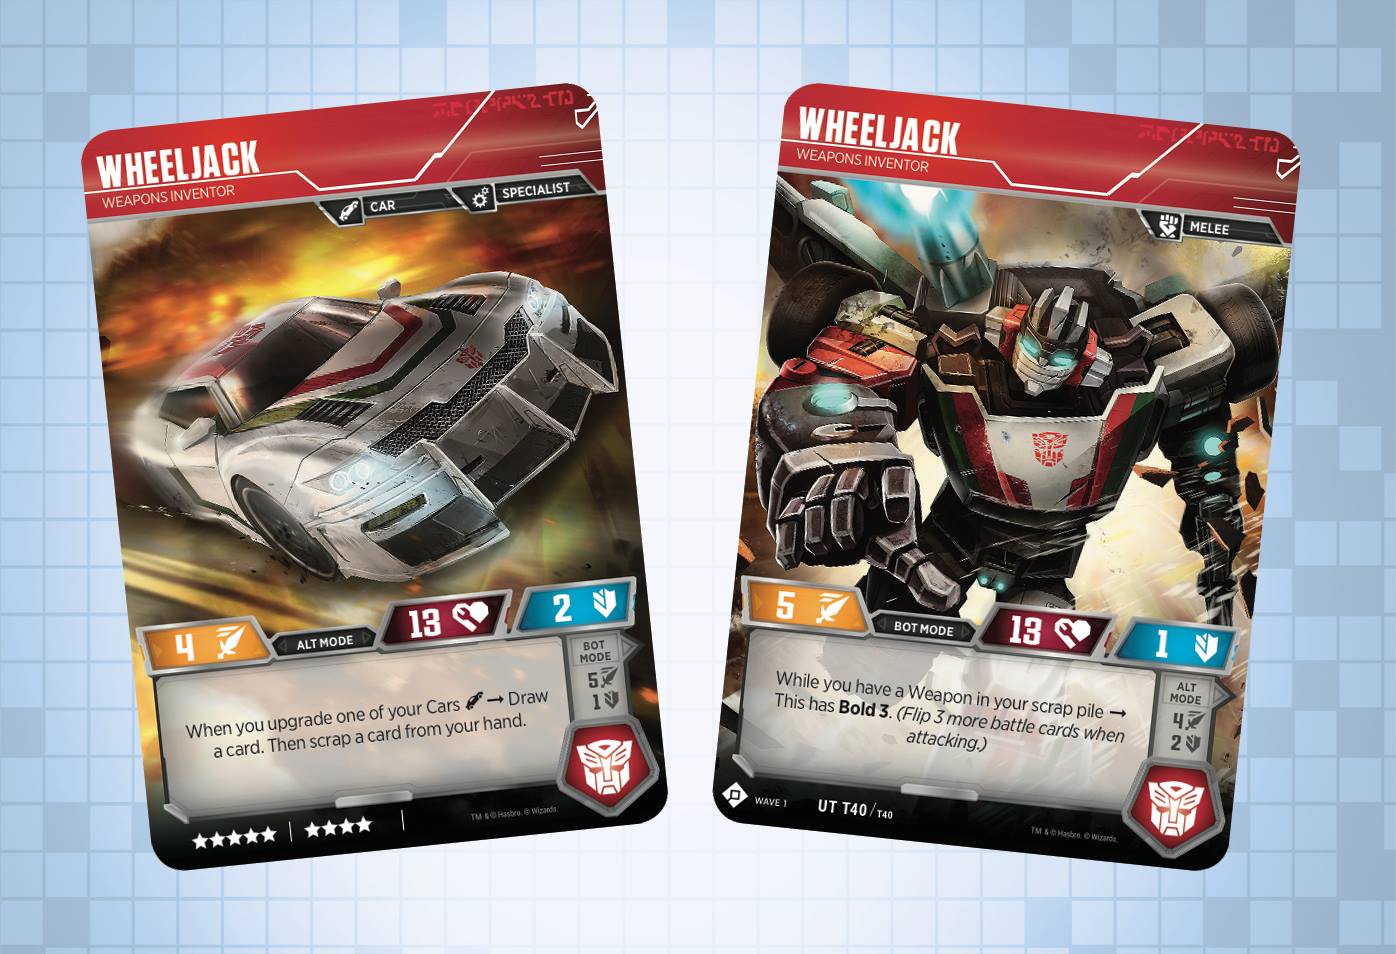 WHEELJACK
WEAPONS INVENTOR
CAR
SPECIALIST
4
ALT MODE
13
2
BOT
MODE
5
1
When you upgrade one of your Cars → Draw
a card. Then scrap a card from your hand.
TM & © Hasbro. © Wizards.
WHEELJACK
WEAPONS INVENTOR
MELEE
5
BOT MODE
13
1
ALT
MODE
4
2
While you have a Weapon in your scrap pile →
This has Bold 3. (Flip 3 more battle cards when
attacking.)
WAVE 1
UT T40/T40
TM & © Hasbro. © Wizards.